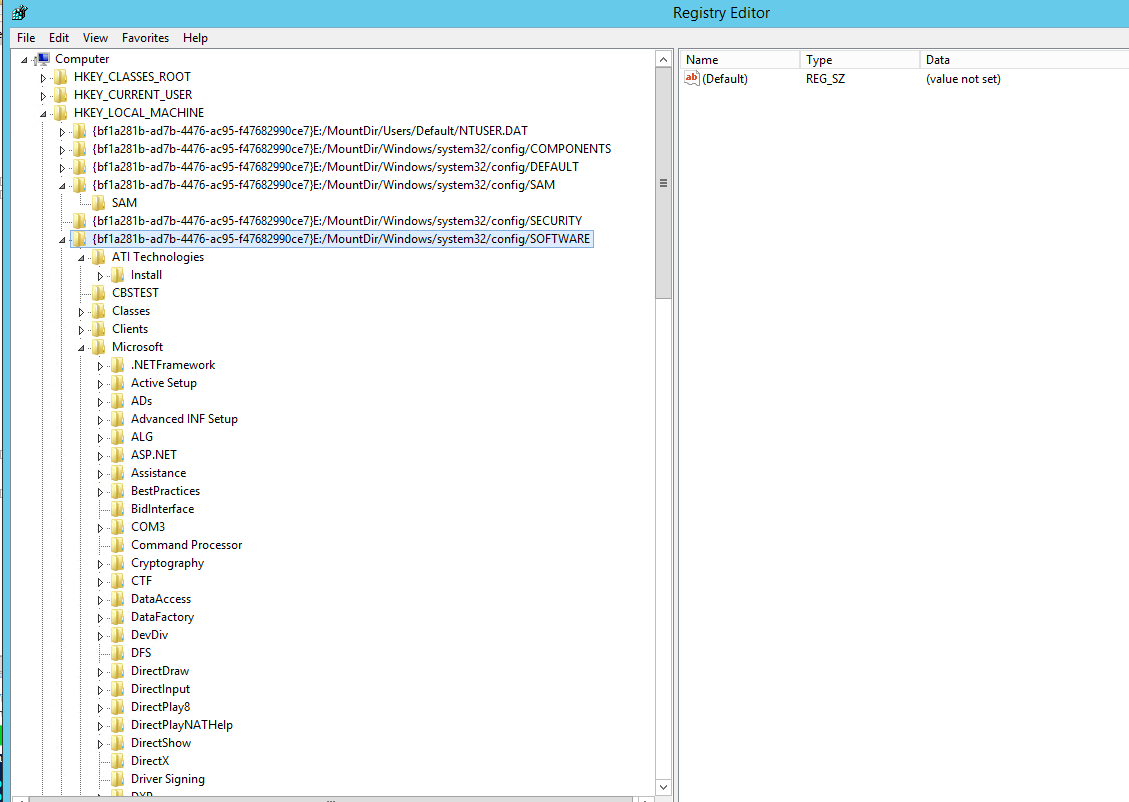 Registry Editor
File Edit View Favorites Help
Name Type Data
ab (Default) REG_SZ (value not set)
Computer
HKEY_CLASSES_ROOT
HKEY_CURRENT_USER
HKEY_LOCAL_MACHINE
{bf1a281b-ad7b-4476-ac95-f47682990ce7}E:/MountDir/Users/Default/NTUSER.DAT
{bf1a281b-ad7b-4476-ac95-f47682990ce7}E:/MountDir/Windows/system32/config/COMPONENTS
{bf1a281b-ad7b-4476-ac95-f47682990ce7}E:/MountDir/Windows/system32/config/DEFAULT
{bf1a281b-ad7b-4476-ac95-f47682990ce7}E:/MountDir/Windows/system32/config/SAM
SAM
{bf1a281b-ad7b-4476-ac95-f47682990ce7}E:/MountDir/Windows/system32/config/SECURITY
{bf1a281b-ad7b-4476-ac95-f47682990ce7}E:/MountDir/Windows/system32/config/SOFTWARE
ATI Technologies
Install
CBSTEST
Classes
Clients
Microsoft
.NETFramework
Active Setup
ADs
Advanced INF Setup
ALG
ASP.NET
Assistance
BestPractices
BidInterface
COM3
Command Processor
Cryptography
CTF
DataAccess
DataFactory
DevDiv
DFS
DirectDraw
DirectInput
DirectPlay8
DirectPlayNATHelp
DirectShow
DirectX
Driver Signing